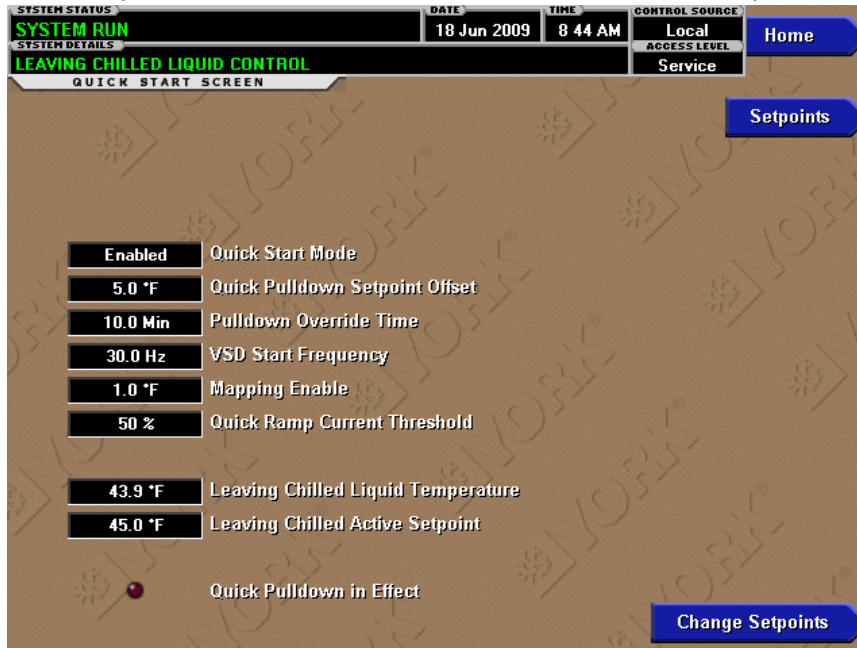 SYSTEM STATUS
SYSTEM RUN
DATE
18 Jun 2009
TIME
8 44 AM
CONTROL SOURCE
Local
Home
SYSTEM DETAILS
LEAVING CHILLED LIQUID CONTROL
ACCESS LEVEL
Service
QUICK START SCREEN
Setpoints
Enabled Quick Start Mode
5.0 °F Quick Pulldown Setpoint Offset
10.0 Min Pulldown Override Time
30.0 Hz VSD Start Frequency
1.0 °F Mapping Enable
50 % Quick Ramp Current Threshold
43.9 °F Leaving Chilled Liquid Temperature
45.0 °F Leaving Chilled Active Setpoint
Quick Pulldown in Effect
Change Setpoints
YORK